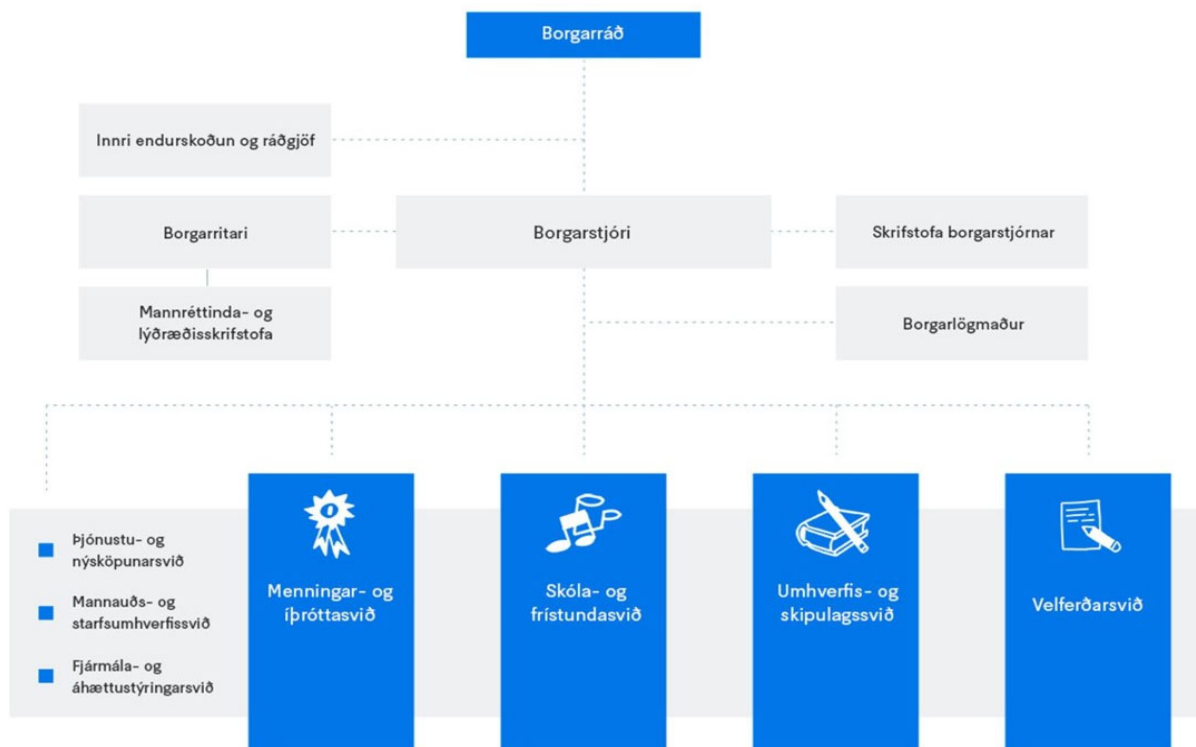 Borgarráð
Innri endurskoðun og ráðgjöf
Borgarritari
Borgarstjóri
Skrifstofa borgarstjórnar
Mannréttinda- og
lýðræðisskrifstofa
Borgarlögmaður
Þjónustu- og
nýsköpunarsvið
Mannauðs- og
starfsumhverfissvið
Fjármála- og
áhættustýringarsvið
Menningar- og
íþróttasvið
Skóla- og
frístundasvið
Umhverfis- og
skipulagssvið
Velferðarsvið